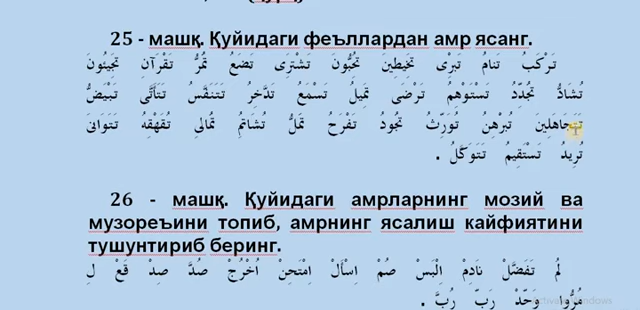 25 - машқ. Қуйидаги феъллардан амр ясанг.
تَرْكَبُ تَنَامُ تَبْرِى تَخِيطِينَ تُحِبُّونَ تَشْتَرِى تَضَعُ تَمُرُّ تَقْرَآنِ تَجِيئُونَ
تُشَادُّ تُجَدِّدُ تَسْتَوْهِمُ تَرْضَى تَمِيلُ تَسْمَعُ تَدَّخِرُ تَتَنَفَّسُ تَتَأَنَّى تَبْيَضُّ
تَتَجَاهَلِينَ تُبَرْهِنُ تُوَرِّثُ تَجُودُ تَفْرَحُ تَمَلُّ تُشَاتِمُ تُمَالِى تُقَهْقِهُ تَتَوَانَى
تُرِيدُ تَسْتَقِيمُ تَتَوَكَّلُ .
26 - машқ. Қуйидаги амрларнинг мозий ва
музореъини топиб, амрнинг ясалиш кайфиятини
тушунтириб беринг.
لُمْ تَفَضَّلْ نَادِمْ اِلْبَسْ صُمْ اِسْأَلْ اِمْتَحِنْ اُخْرُجْ صُدَّ صِدْ قَعْ لِ
مُرُّوا وَحِّدْ رَبِّ رُبَّ .